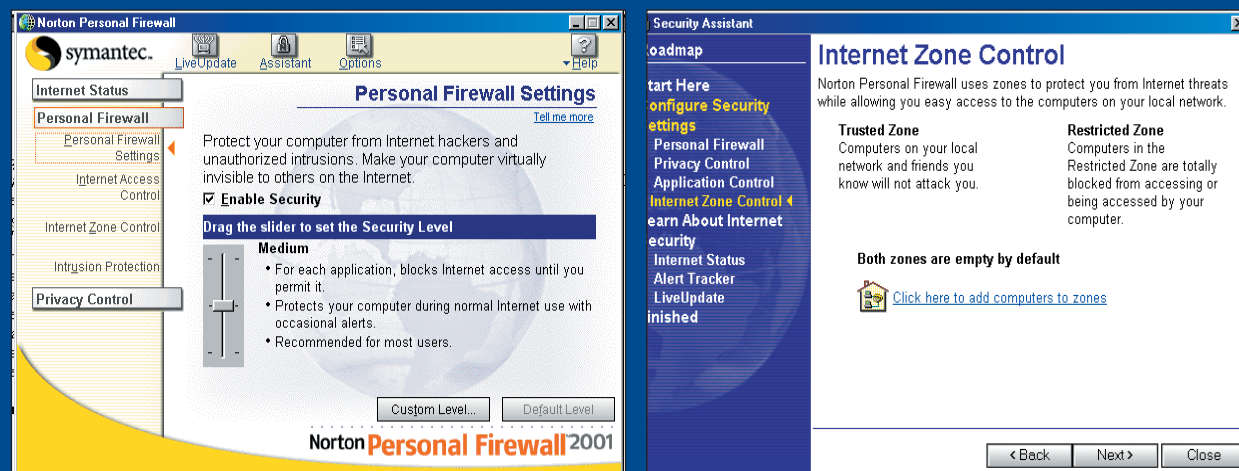 Norton Personal Firewall
symantec.
LiveUpdate
Assistant
Options
Help
Internet Status
Personal Firewall
Personal Firewall
Settings
Internet Access
Control
Internet Zone Control
Intrusion Protection
Privacy Control
Personal Firewall Settings
Tell me more
Protect your computer from Internet hackers and
unauthorized intrusions. Make your computer virtually
invisible to others on the Internet.
Enable Security
Drag the slider to set the Security Level
Medium
• For each application, blocks Internet access until you
permit it.
• Protects your computer during normal Internet use with
occasional alerts.
• Recommended for most users.
Custom Level...
Default Level
Norton Personal Firewall™2001
Security Assistant
oadmap
tart Here
onfigure Security
ettings
Personal Firewall
Privacy Control
Application Control
Internet Zone Control
earn About Internet
ecurity
Internet Status
Alert Tracker
LiveUpdate
inished
Internet Zone Control
Norton Personal Firewall uses zones to protect you from Internet threats
while allowing you easy access to the computers on your local network.
Trusted Zone
Computers on your local
network and friends you
know will not attack you.
Restricted Zone
Computers in the
Restricted Zone are totally
blocked from accessing or
being accessed by your
computer.
Both zones are empty by default
Click here to add computers to zones
< Back
Next >
Close